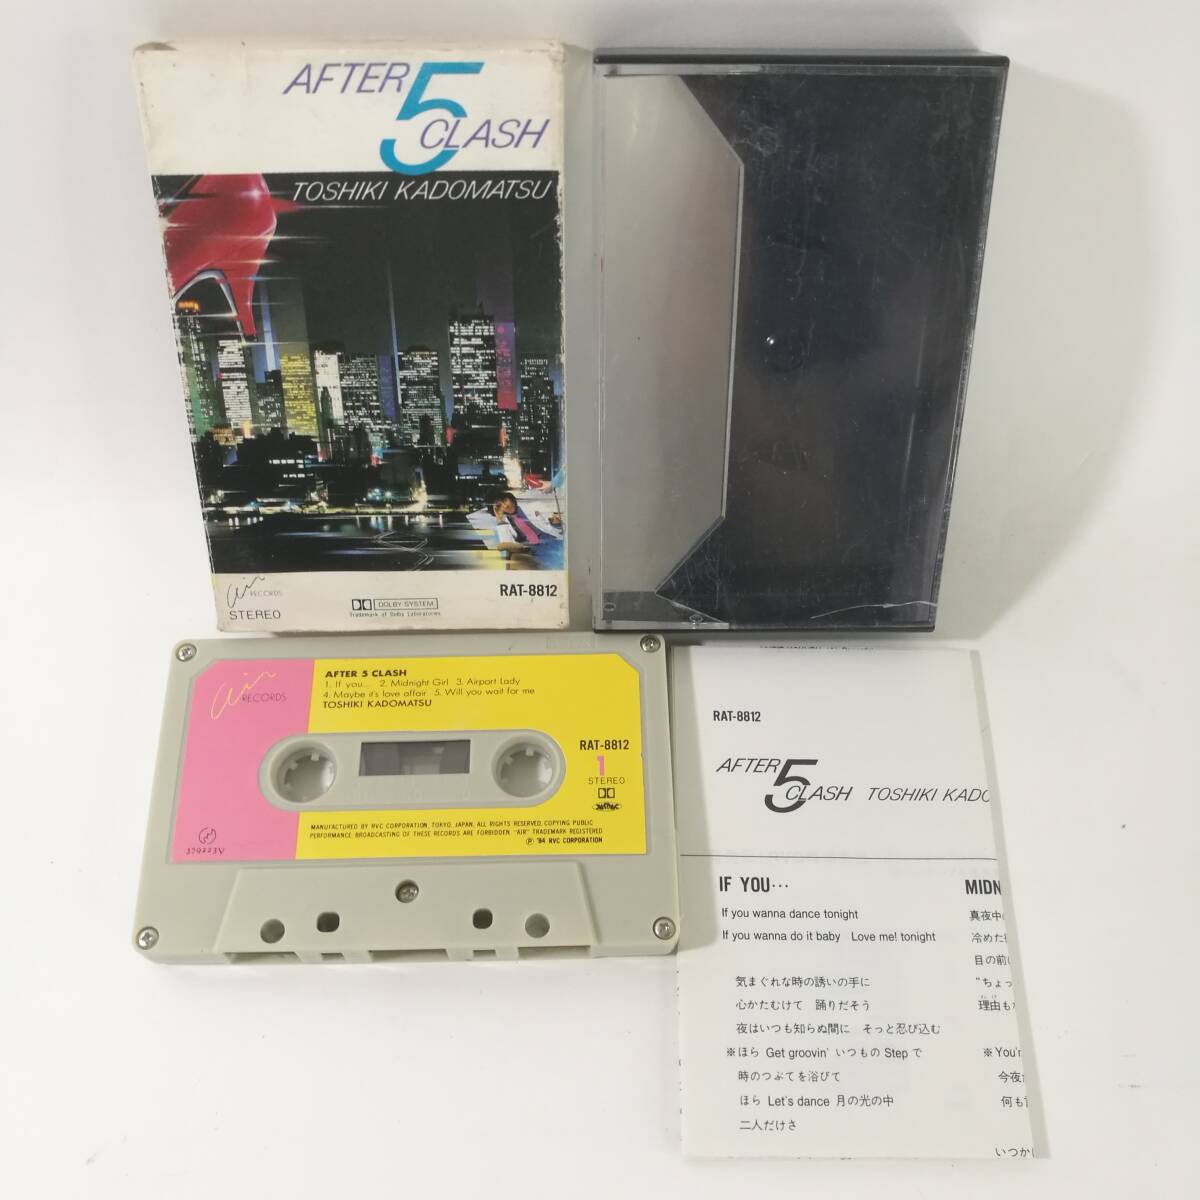 AFTER 5 CLASH
TOSHIKI KADOMATSU
Air RECORDS
STEREO
DOLBY SYSTEM
Trademark of Dolby Laboratories
RAT-8812
Air RECORDS
AFTER 5 CLASH
1. If you... 2. Midnight Girl 3. Airport Lady
4. Maybe it's love affair 5. Will you wait for me
TOSHIKI KADOMATSU
RAT-8812
1
STEREO
MANUFACTURED BY RVC CORPORATION, TOKYO, JAPAN. ALL RIGHTS RESERVED, COPYING PUBLIC
PERFORMANCE, BROADCASTING OF THESE RECORDS ARE FORBIDDEN "AIR" TRADEMARK REGISTERED
Ⓟ '84 RVC CORPORATION
379223V
RAT-8812
AFTER 5 CLASH TOSHIKI KADO
IF YOU…
If you wanna dance tonight
If you wanna do it baby Love me! tonight
気まぐれな時の誘いの手に
心かたむけて 踊りだそう
夜はいつも知らぬ間に そっと忍び込む
※ほら Get groovin' いつもの Step で
時のつぶてを浴びて
ほら Let's dance 月の光の中
二人だけさ
MIDN
真夜中
冷めた
目の前
"ちょっ
理由も
※You'r
今夜
何も
いつか